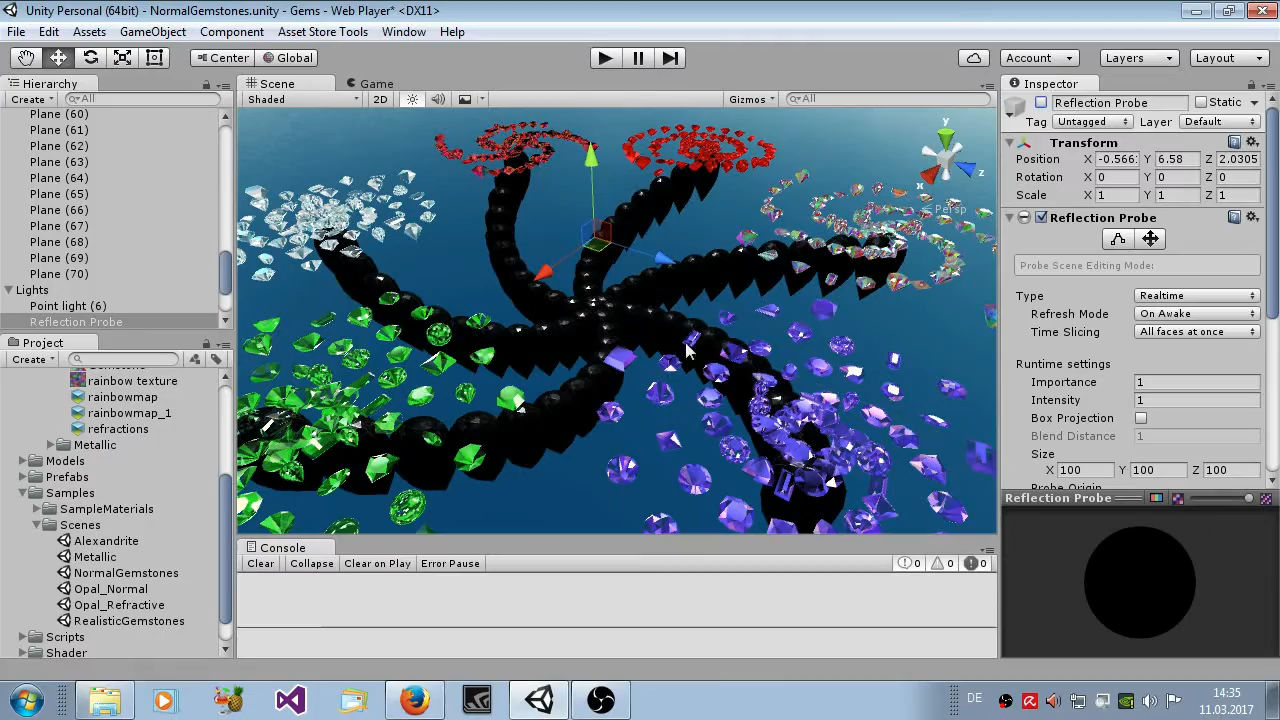 Unity Personal (64bit) - NormalGemstones.unity - Gems - Web Player* <DX11>
File Edit Assets GameObject Component Asset Store Tools Window Help
Center Global Account Layers Layout
Hierarchy
Create All
Plane (60)
Plane (61)
Plane (62)
Plane (63)
Plane (64)
Plane (65)
Plane (66)
Plane (67)
Plane (68)
Plane (69)
Plane (70)
Lights
Point light (6)
Reflection Probe
Project
Create
rainbow texture
rainbowmap
rainbowmap_1
refractions
Metallic
Models
Prefabs
Samples
SampleMaterials
Scenes
Alexandrite
Metallic
NormalGemstones
Opal_Normal
Opal_Refractive
RealisticGemstones
Scripts
Shader
Scene Game
Shaded 2D Gizmos All
y
x
z
Persp
Console
Clear Collapse Clear on Play Error Pause 0 0 0
Inspector
Reflection Probe Static
Tag Untagged Layer Default
Transform
Position X -0.566 Y 6.58 Z 2.0305
Rotation X 0 Y 0 Z 0
Scale X 1 Y 1 Z 1
Reflection Probe
Probe Scene Editing Mode:
Type Realtime
Refresh Mode On Awake
Time Slicing All faces at once
Runtime settings
Importance 1
Intensity 1
Box Projection
Blend Distance 1
Size
X 100 Y 100 Z 100
Probe Origin
Reflection Probe
DE
14:35
11.03.2017